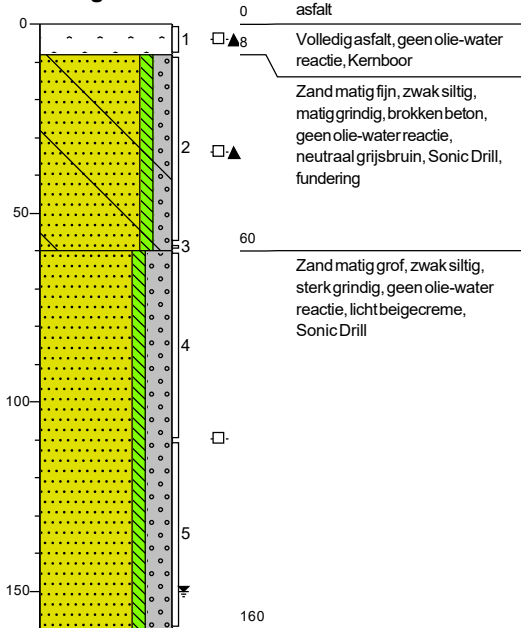 0 asfalt
0
1 8 Volledig asfalt, geen olie-water
reactie, Kernboor
Zand matig fijn, zwak siltig,
matig grindig, brokken beton,
geen olie-water reactie,
2 neutraal grijsbruin, Sonic Drill,
fundering
50
3 60
Zand matig grof, zwak siltig,
sterk grindig, geen olie-water
reactie, licht beigecreme,
Sonic Drill
4
100
5
150
160